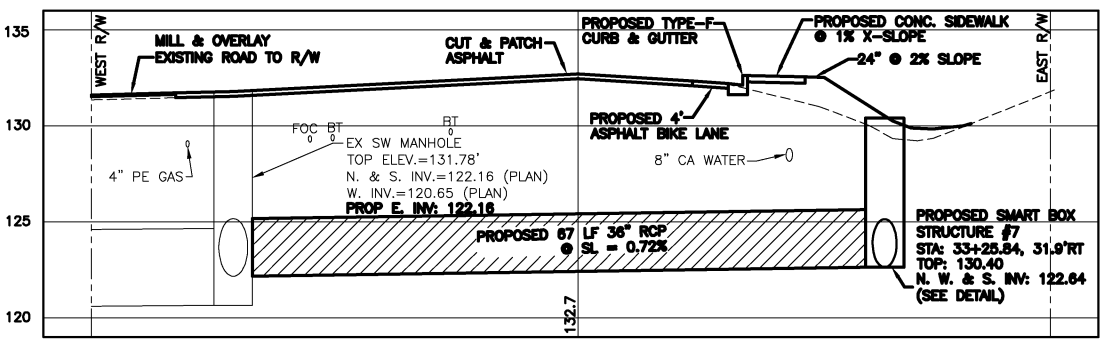 135
130
125
120
WEST R/W
MILL & OVERLAY
EXISTING ROAD TO R/W
CUT & PATCH
ASPHALT
PROPOSED TYPE-F
CURB & GUTTER
PROPOSED CONC. SIDEWALK
@ 1% X-SLOPE
24" @ 2% SLOPE
EAST R/W
PROPOSED 4'
ASPHALT BIKE LANE
FOC
BT
BT
4" PE GAS
EX SW MANHOLE
TOP ELEV.=131.78'
N. & S. INV.=122.16 (PLAN)
W. INV.=120.65 (PLAN)
PROP E. INV: 122.16
8" CA WATER
PROPOSED 67 LF 36" RCP
@ SL = 0.72%
PROPOSED SMART BOX
STRUCTURE #7
STA: 33+25.84, 31.9'RT
TOP: 130.40
N. W. & S. INV: 122.64
(SEE DETAIL)
132.7